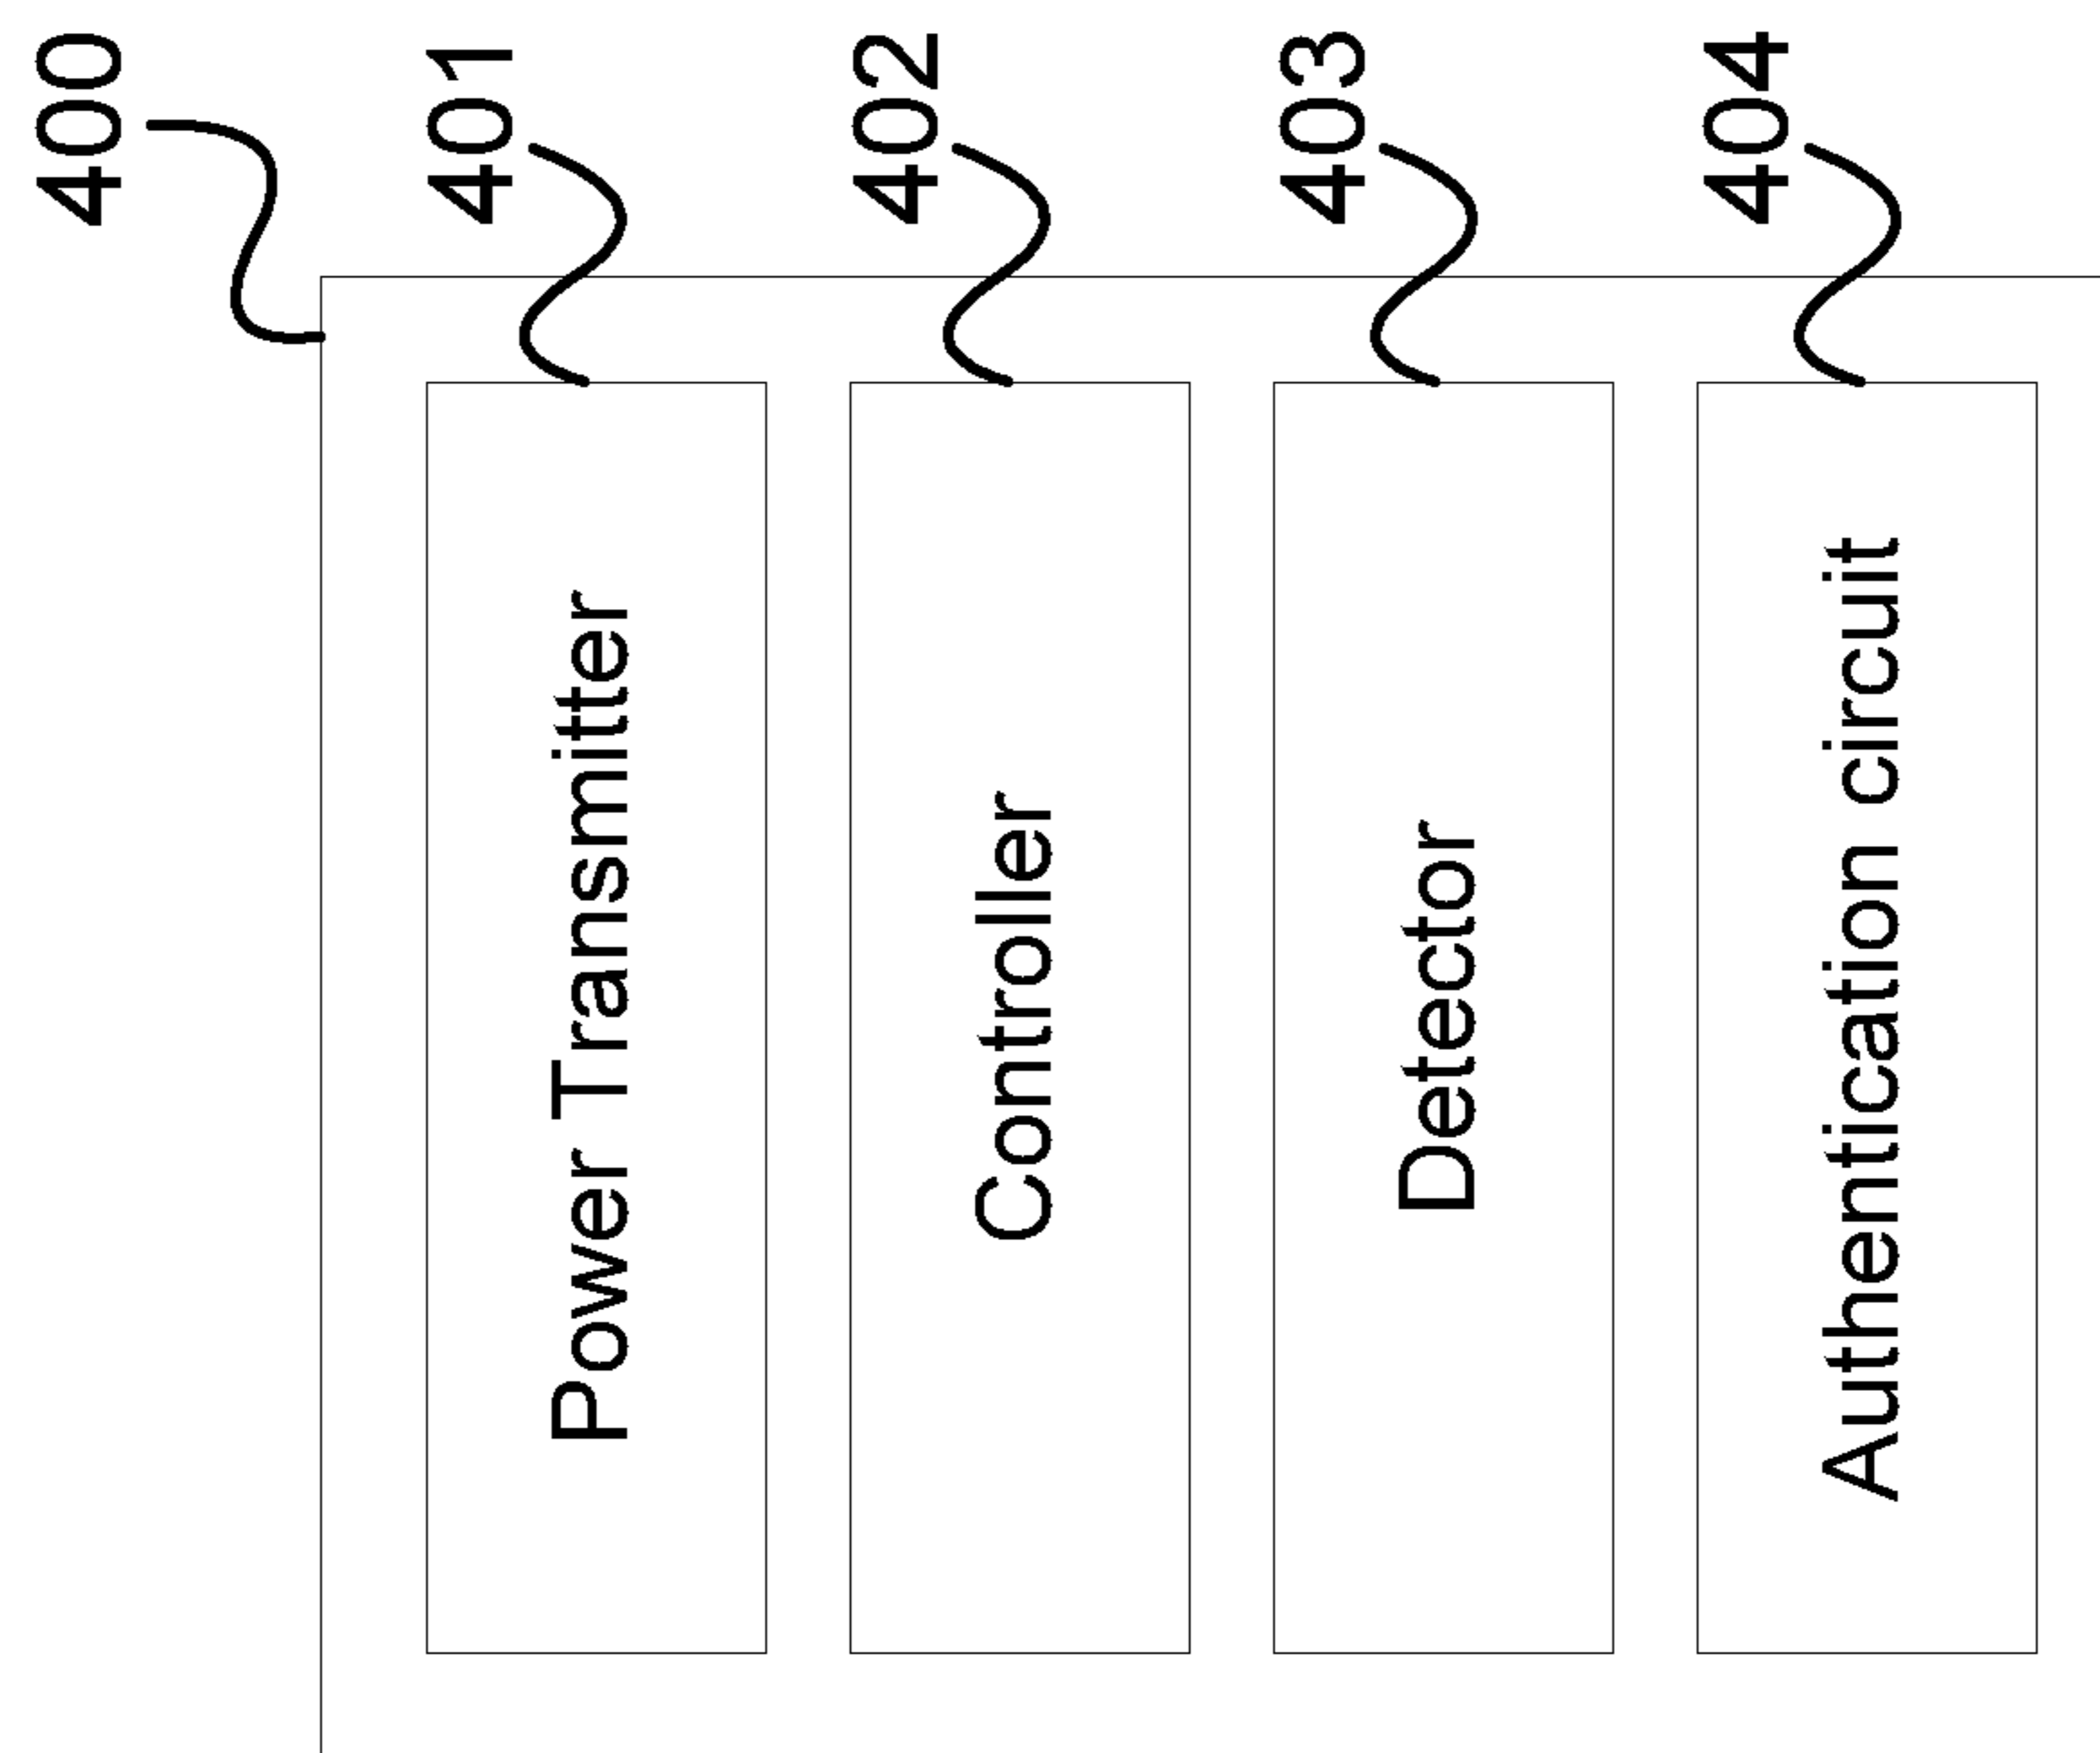 400
401
Power Transmitter
402
Controller
403
Detector
404
Authentication circuit